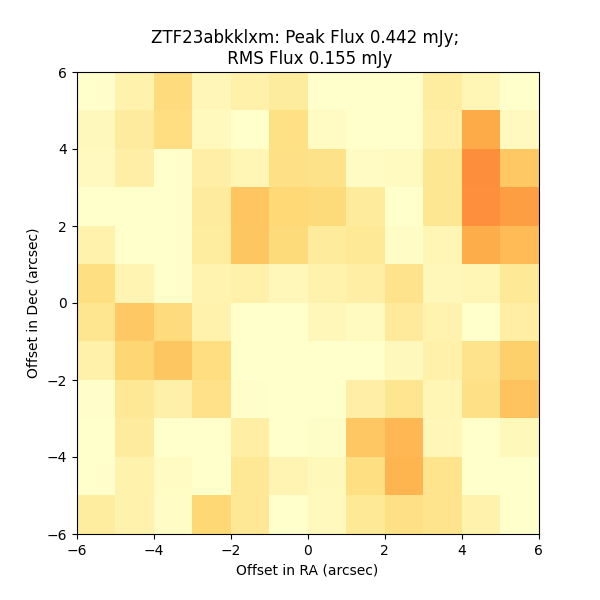 ZTF23abkklxm: Peak Flux 0.442 mJy;
RMS Flux 0.155 mJy
6
4
2
0
−2
−4
−6
Offset in Dec (arcsec)
−6 −4 −2 0 2 4 6
Offset in RA (arcsec)